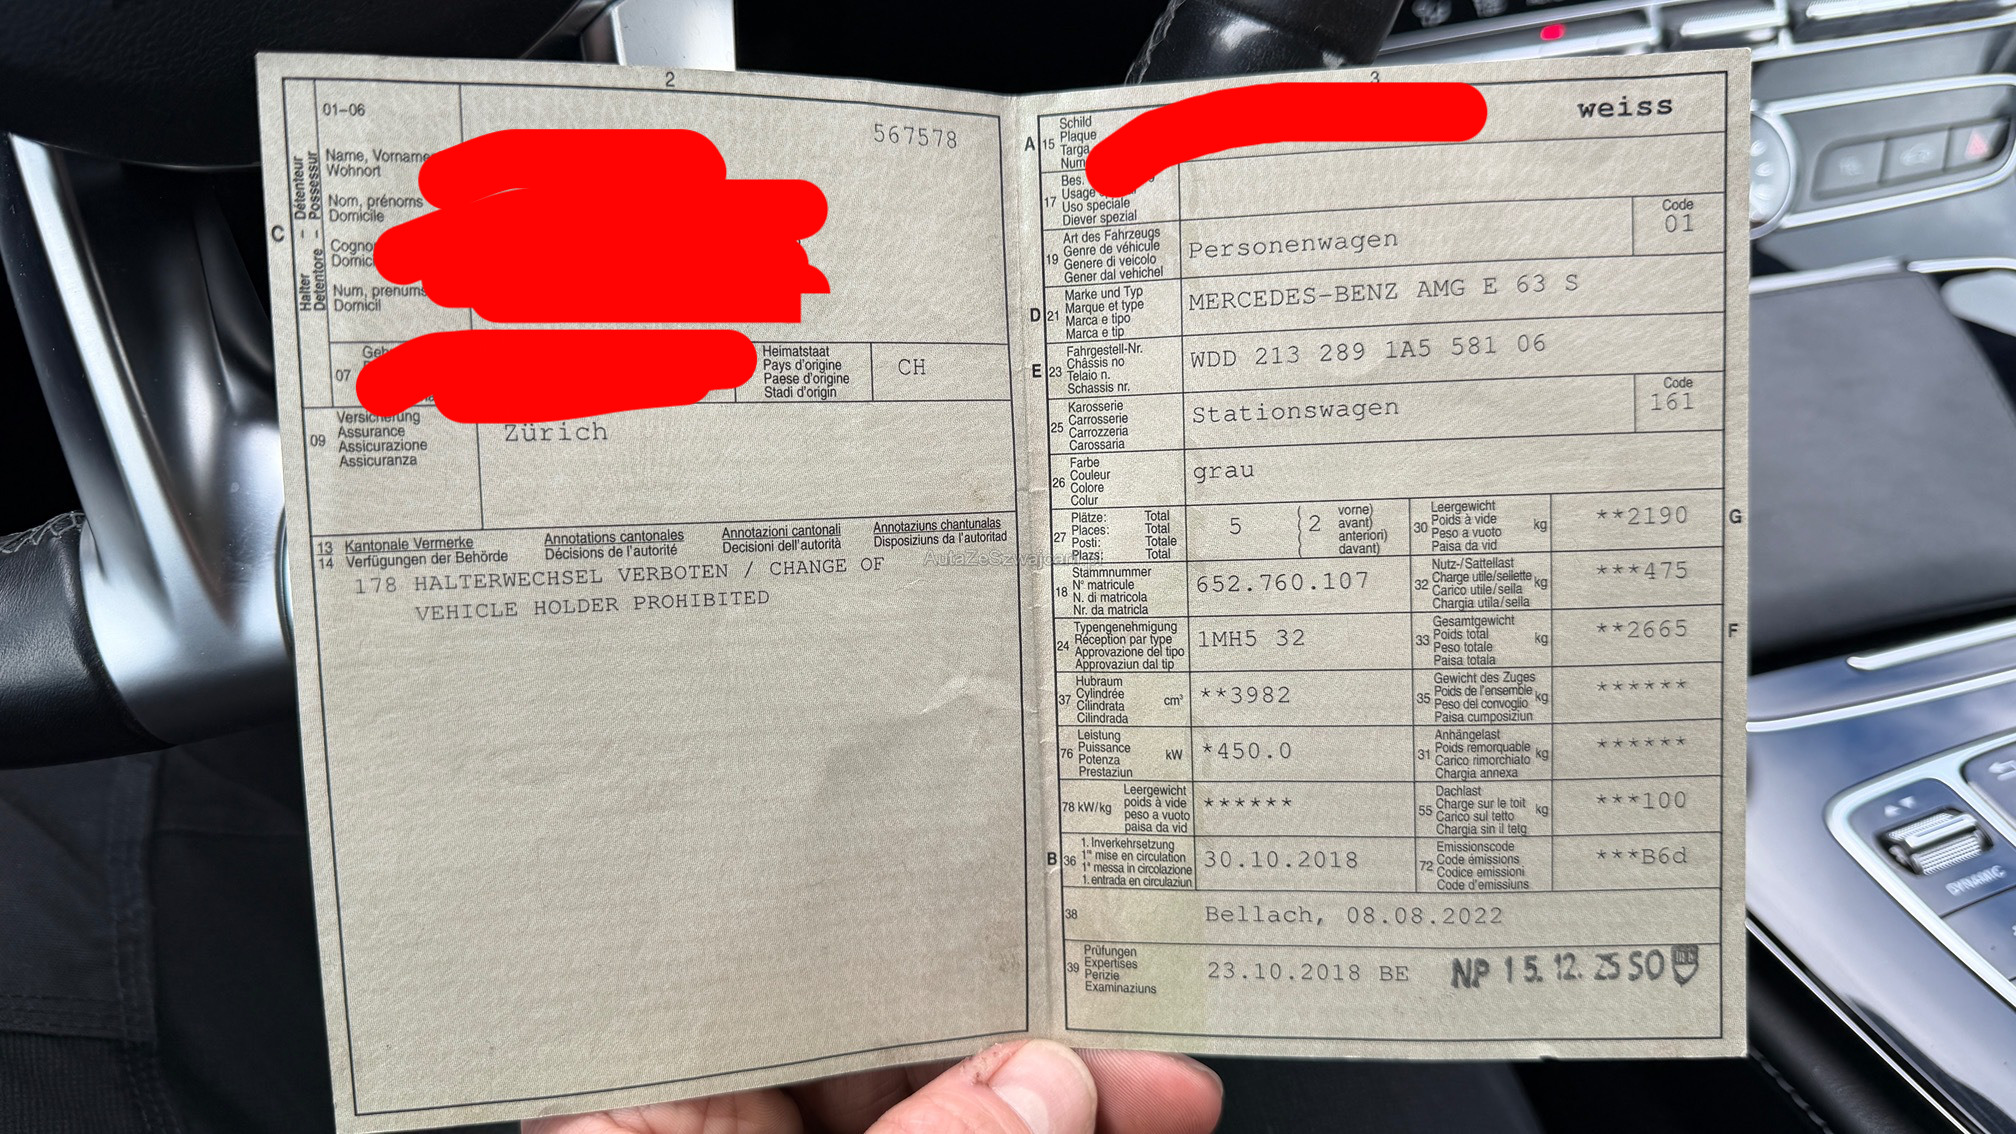 2
01-06
567578
C
Halter Détenteur - Detentore - Possessur
Name, Vorname
Wohnort
Nom, prénoms
Domicile
Num, prenums
Domicil
07
Heimatstaat
Pays d'origine
Paese d'origine
Stadi d'origin
CH
09
Versicherung
Assurance
Assicurazione
Assicuranza
Zürich
13 Kantonale Vermerke
14 Verfügungen der Behörde
Annotations cantonales
Décisions de l'autorité
Annotazioni cantonali
Decisioni dell'autorità
Annotaziuns chantunalas
Disposiziuns da l'autoritad
178 HALTERWECHSEL VERBOTEN / CHANGE OF
VEHICLE HOLDER PROHIBITED
3
A 15
Schild
Plaque
Targa
weiss
17
Bes.
Usage
Uso speciale
Diever spezial
19
Art des Fahrzeugs
Genre de véhicule
Genere di veicolo
Gener dal vehichel
Personenwagen
Code
01
D 21
Marke und Typ
Marque et type
Marca e tipo
Marca e tip
MERCEDES-BENZ AMG E 63 S
E 23
Fahrgestell-Nr.
Châssis no
Telaio n.
Schassis nr.
WDD 213 289 1A5 581 06
25
Karosserie
Carrosserie
Carrozzeria
Carossaria
Stationswagen
Code
161
26
Farbe
Couleur
Colore
Colur
grau
27
Plätze: Total
Places: Total
Posti: Totale
Plazs: Total
5
2
vorne)
avant)
anteriori)
davant)
30
Leergewicht
Poids à vide
Peso a vuoto
Paisa da vid
kg
**2190
G
18
Stammnummer
N° matricule
N. di matricola
Nr. da matricla
652.760.107
32
Nutz-/Sattellast
Charge utile/sellette
Carico utile/sella
Chargia utila/sella
kg
***475
24
Typengenehmigung
Réception par type
Approvazione del tipo
Approvaziun dal tip
1MH5 32
33
Gesamtgewicht
Poids total
Peso totale
Paisa totala
kg
**2665
F
37
Hubraum
Cylindrée
Cilindrata
Cilindrada
cm³
**3982
35
Gewicht des Zuges
Poids de l'ensemble
Peso del convoglio
Paisa cumposiziun
kg
******
76
Leistung
Puissance
Potenza
Prestaziun
kW
*450.0
31
Anhängelast
Poids remorquable
Carico rimorchiato
Chargia annexa
kg
******
78 kW/kg
Leergewicht
poids à vide
peso a vuoto
paisa da vid
******
55
Dachlast
Charge sur le toit
Carico sul tetto
Chargia sin il tetg
kg
***100
B 36
1. Inverkehrsetzung
1re mise en circulation
1a messa in circolazione
1. entrada en circulaziun
30.10.2018
72
Emissionscode
Code émissions
Codice emissioni
Code d'emissiuns
***B6d
38
Bellach, 08.08.2022
39
Prüfungen
Expertises
Perizie
Examinaziuns
23.10.2018 BE
NP 15.12.25 SO
DYNAMIC